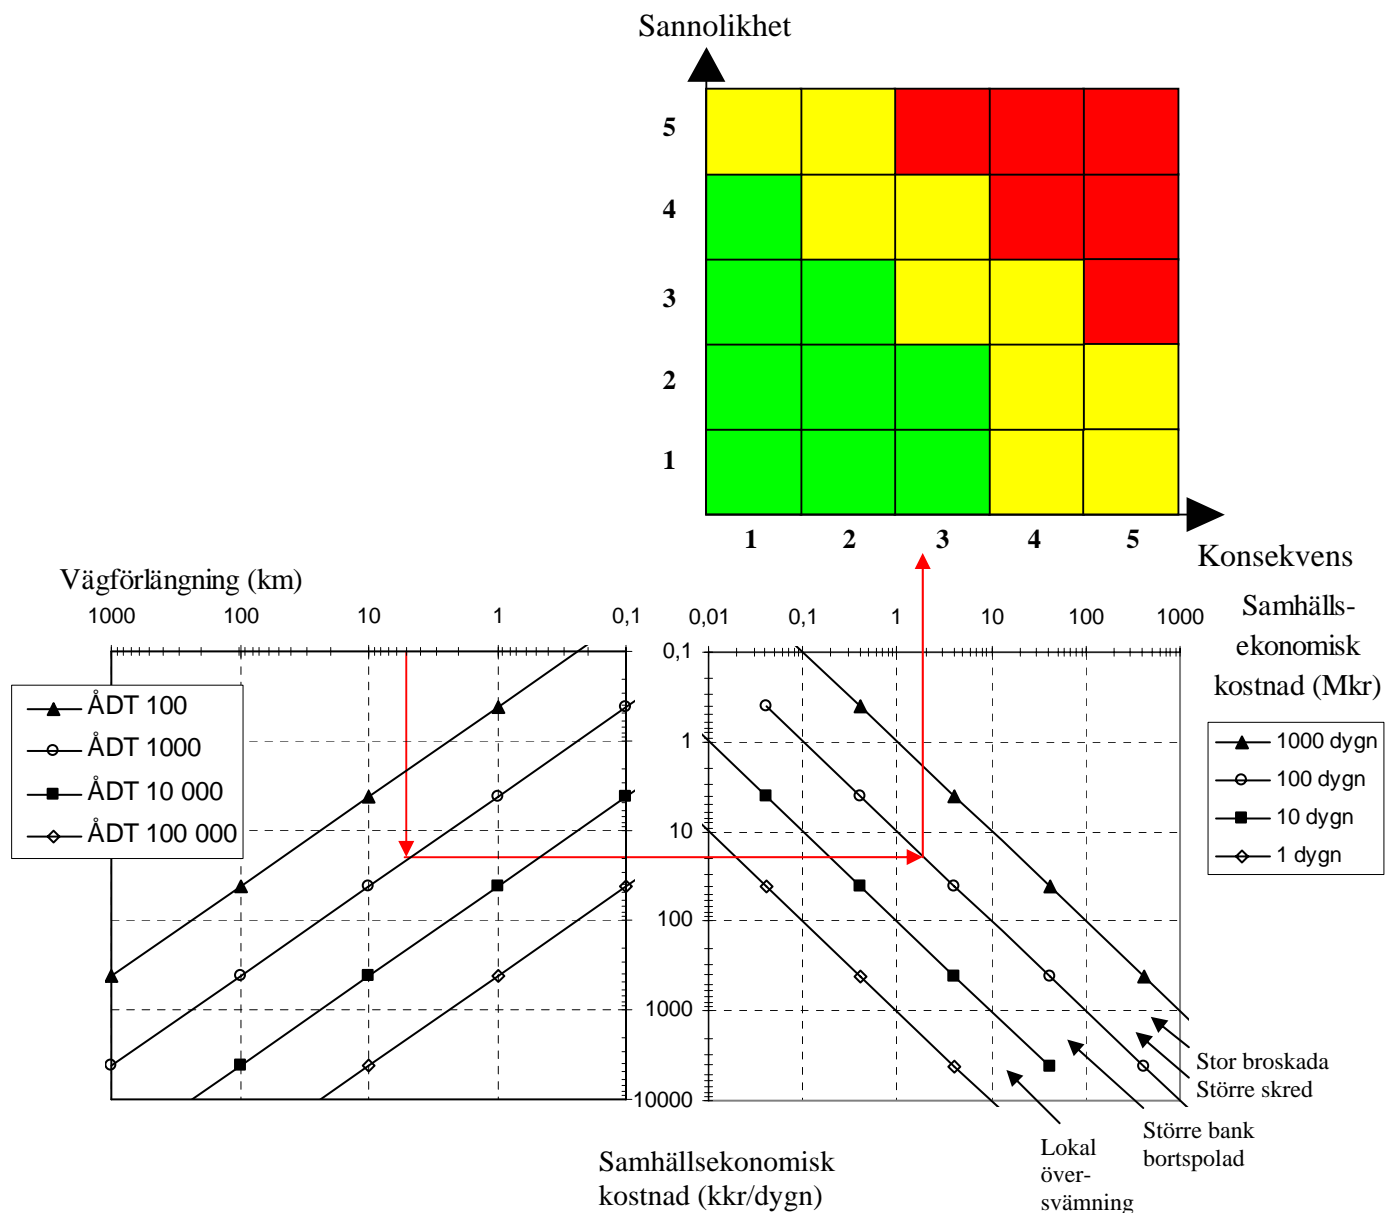 Sannolikhet
5
4
3
2
1
1 2 3 4 5
Konsekvens
Vägförlängning (km)
1000 100 10 1 0,1
0,01 0,1 1 10 100 1000
Samhälls-
ekonomisk
kostnad (Mkr)
ÅDT 100
ÅDT 1000
ÅDT 10 000
ÅDT 100 000
0,1
1
10
100
1000
10000
1000 dygn
100 dygn
10 dygn
1 dygn
Stor broskada
Större skred
Större bank
bortspolad
Lokal
över-
svämning
Samhällsekonomisk
kostnad (kkr/dygn)